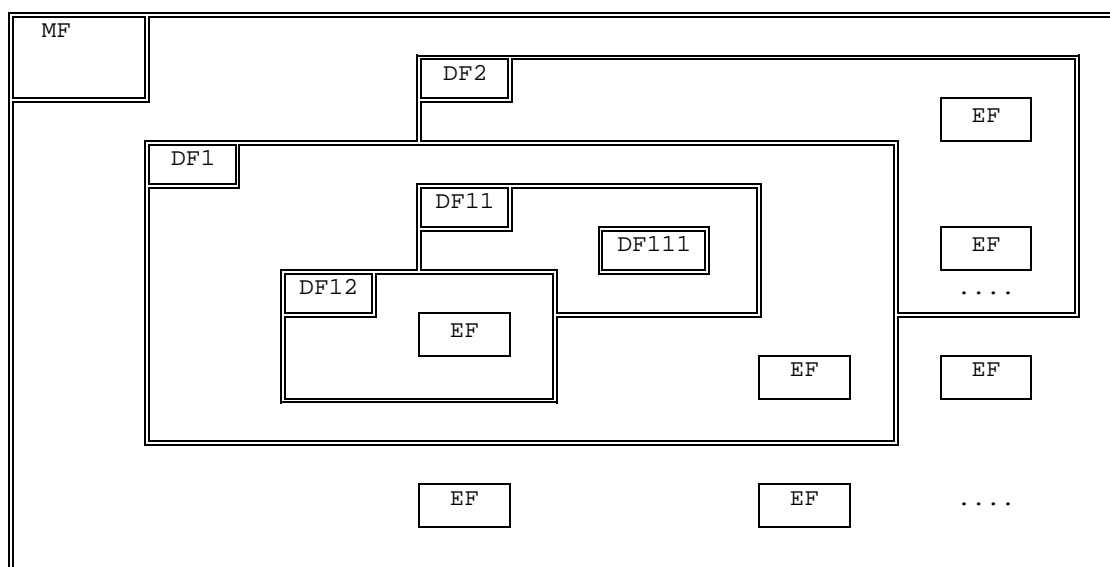 MF
DF2
EF
DF1
DF11
DF111
EF
DF12
....
EF
EF
EF
EF
EF
....